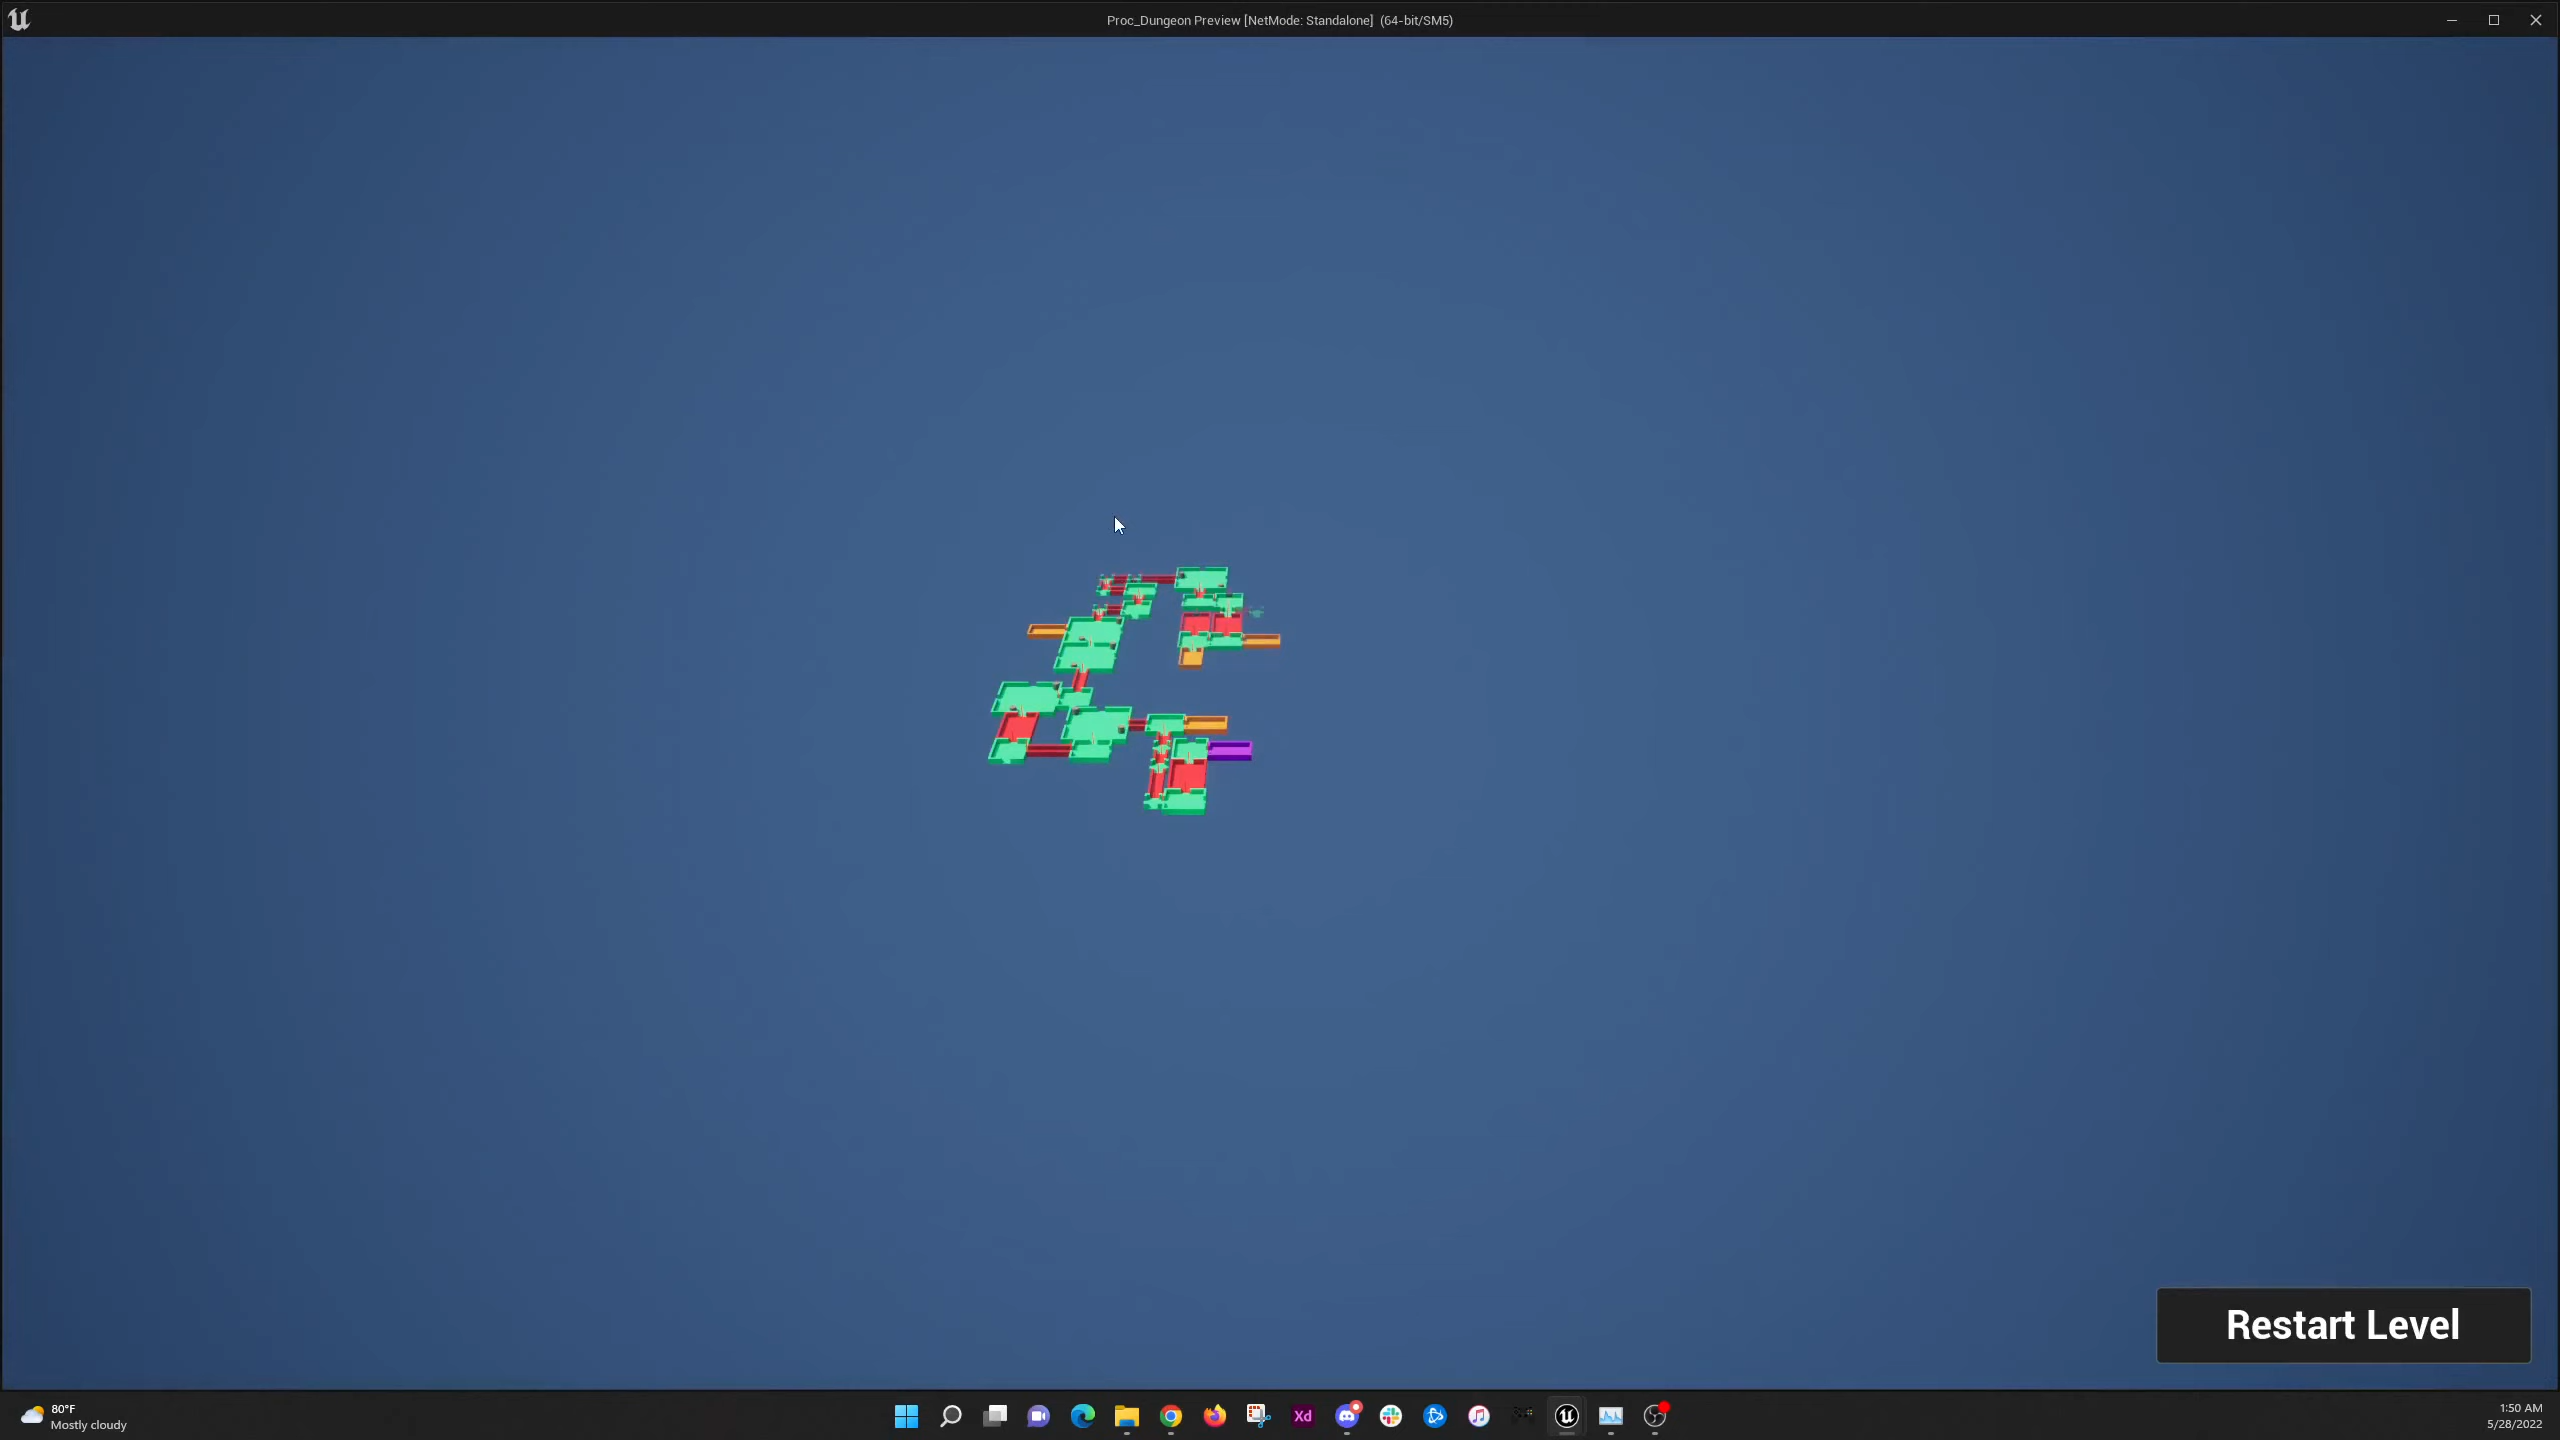 Proc_Dungeon Preview [NetMode: Standalone] (64-bit/SM5)
Restart Level
80°F
Mostly cloudy
Xd
1:50 AM
5/28/2022